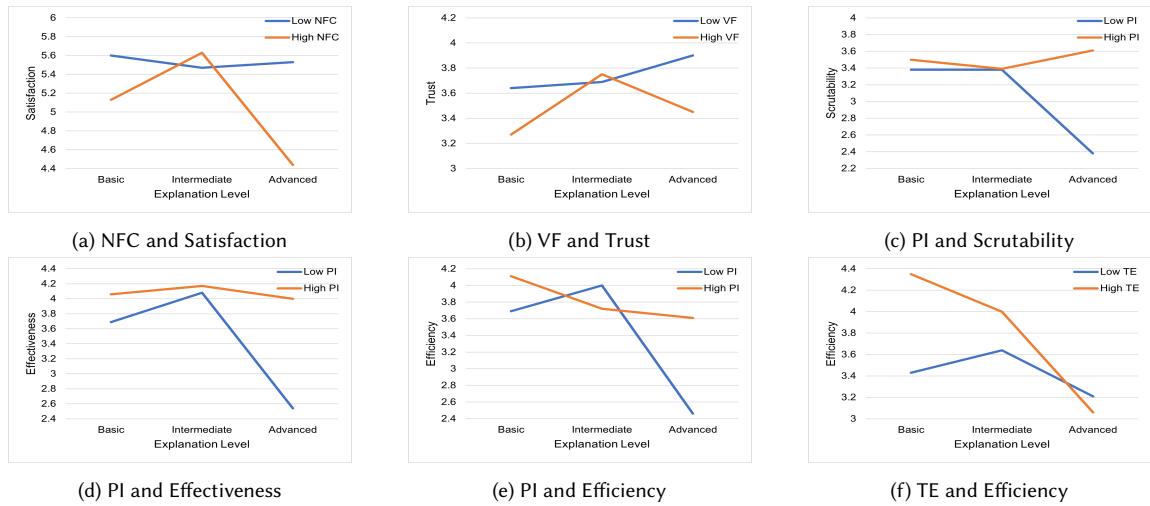 6
5.8
5.6
5.4
5.2
5
4.8
4.6
4.4
Satisfaction
Low NFC
High NFC
Basic Intermediate Advanced
Explanation Level
(a) NFC and Satisfaction
4.2
4
3.8
3.6
3.4
3.2
3
Trust
Low VF
High VF
Basic Intermediate Advanced
Explanation Level
(b) VF and Trust
4
3.8
3.6
3.4
3.2
3
2.8
2.6
2.4
2.2
Scrutability
Low PI
High PI
Basic Intermediate Advanced
Explanation Level
(c) PI and Scrutability
4.4
4.2
4
3.8
3.6
3.4
3.2
3
2.8
2.6
2.4
Effectiveness
Low PI
High PI
Basic Intermediate Advanced
Explanation Level
(d) PI and Effectiveness
4.2
4
3.8
3.6
3.4
3.2
3
2.8
2.6
2.4
Efficiency
Low PI
High PI
Basic Intermediate Advanced
Explanation Level
(e) PI and Efficiency
4.4
4.2
4
3.8
3.6
3.4
3.2
3
Efficiency
Low TE
High TE
Basic Intermediate Advanced
Explanation Level
(f) TE and Efficiency